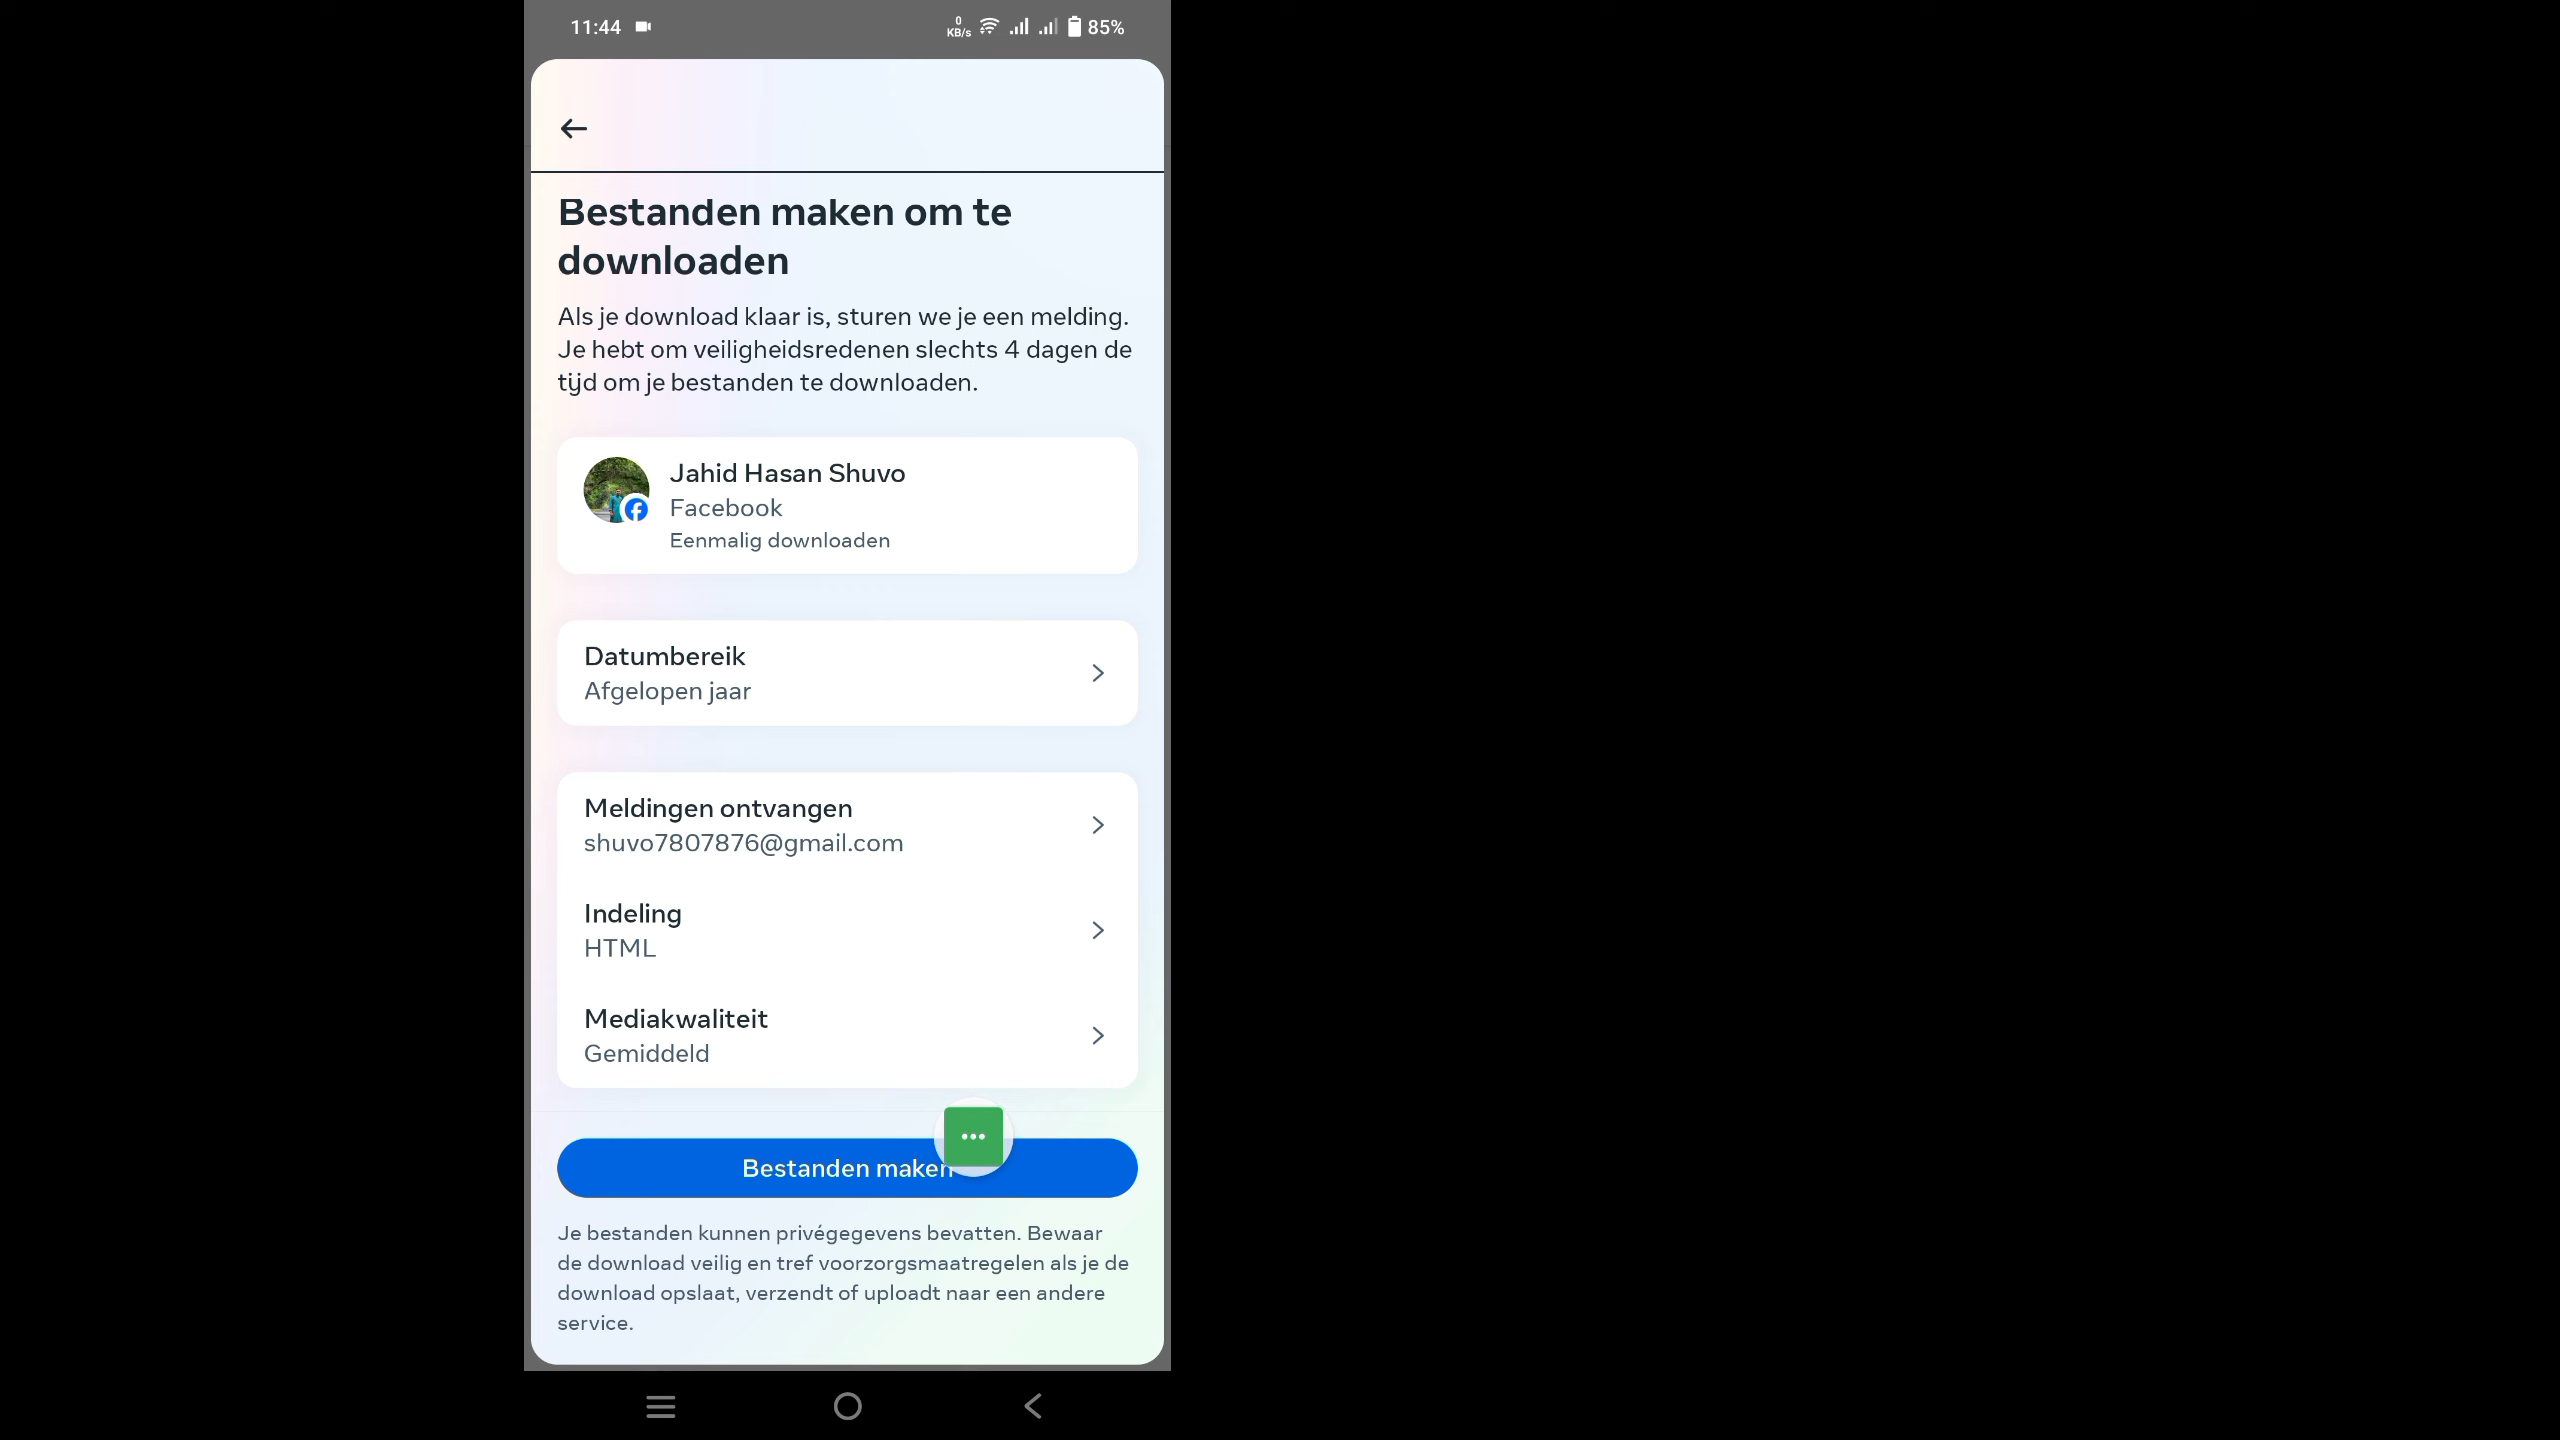 11:44
0
KB/s
85%
Bestanden maken om te
downloaden
Als je download klaar is, sturen we je een melding.
Je hebt om veiligheidsredenen slechts 4 dagen de
tijd om je bestanden te downloaden.
Jahid Hasan Shuvo
Facebook
Eenmalig downloaden
Datumbereik
Afgelopen jaar
Meldingen ontvangen
shuvo7807876@gmail.com
Indeling
HTML
Mediakwaliteit
Gemiddeld
Bestanden maken
Je bestanden kunnen privégegevens bevatten. Bewaar
de download veilig en tref voorzorgsmaatregelen als je de
download opslaat, verzendt of uploadt naar een andere
service.